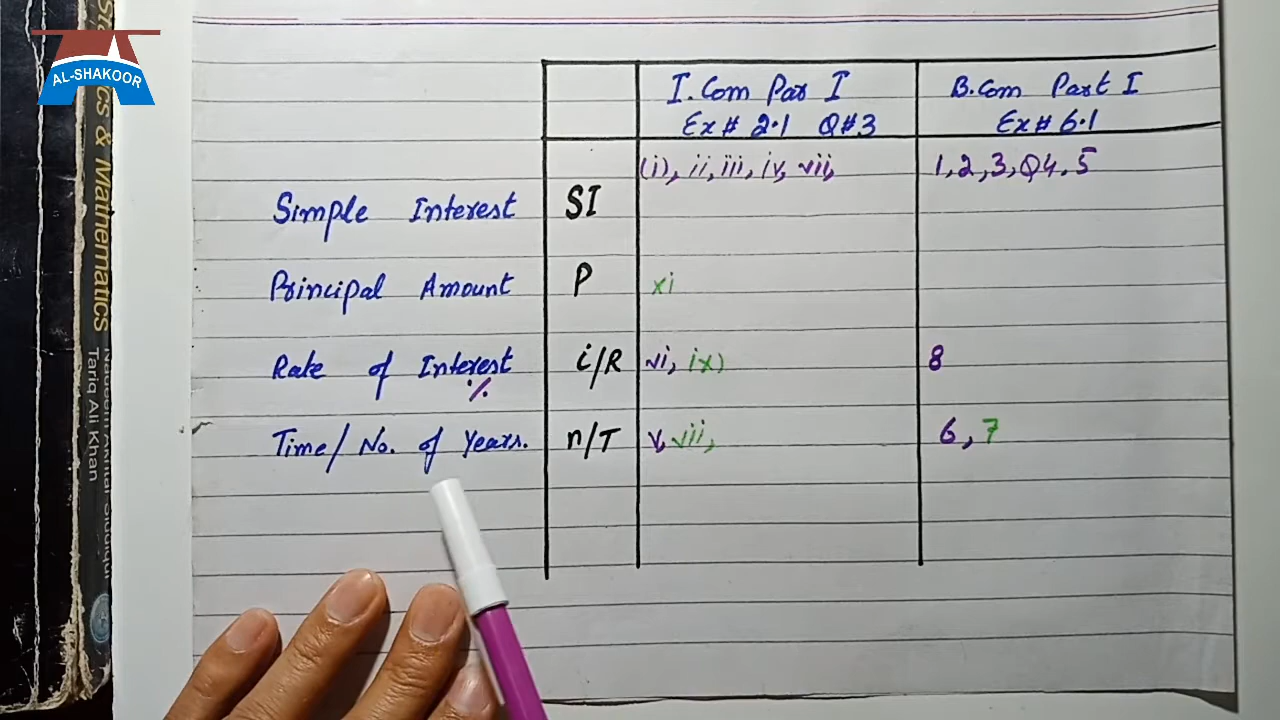 AL-SHAKOOR
& Mathematics
Tariq Ali Khan
I.Com Par I
B.Com Part I
Ex# 2.1 Q#3
Ex# 6.1
(i), ii, iii, iv, vii,
1, 2, 3, Q4, 5
Simple Interest SI
Principal Amount P xi
Rate of Interest i/R vi, ix) 8
%
Time/ No. of Years. n/T v, vii, 6, 7